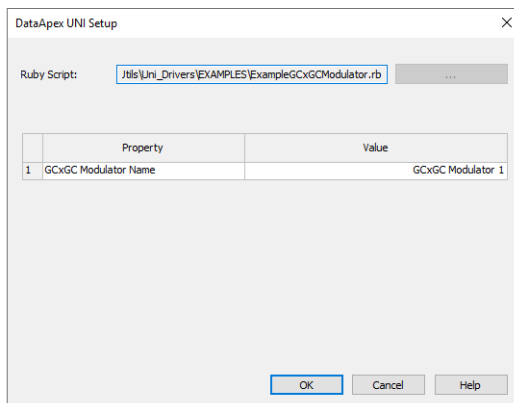 DataApex UNI Setup
Ruby Script: Jtils\Uni_Drivers\EXAMPLES\ExampleGCxGCModulator.rb ...
Property Value
1 GCxGC Modulator Name GCxGC Modulator 1
OK Cancel Help